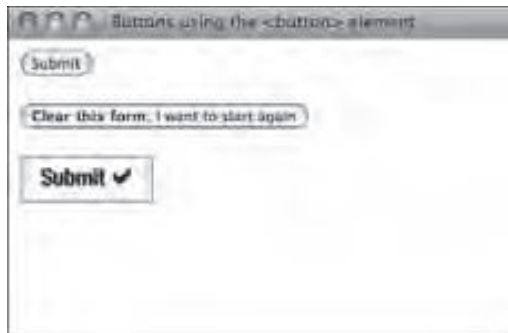 Buttons using the <button> element
Submit
Clear this form, I want to start again
Submit ✔